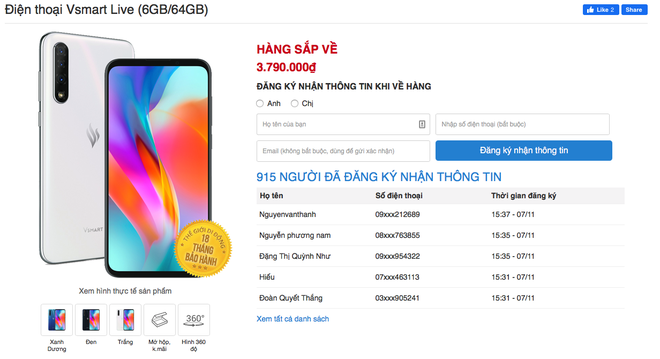 Điện thoại Vsmart Live (6GB/64GB)
Like 2
Share
HÀNG SẮP VỀ
3.790.000₫
ĐĂNG KÝ NHẬN THÔNG TIN KHI VỀ HÀNG
Anh
Chị
Họ tên của bạn
Nhập số điện thoại (bắt buộc)
Email (không bắt buộc, dùng để gửi xác nhận)
Đăng ký nhận thông tin
915 NGƯỜI ĐÃ ĐĂNG KÝ NHẬN THÔNG TIN
Họ tên Số điện thoại Thời gian đăng ký
Nguyenvanthanh 09xxx212689 15:37 - 07/11
Nguyễn phương nam 08xxx763855 15:35 - 07/11
Đặng Thị Quỳnh Như 09xxx954322 15:35 - 07/11
Hiếu 07xxx463113 15:31 - 07/11
Đoàn Quyết Thắng 03xxx905241 15:31 - 07/11
Xem tất cả danh sách
VSMART
THẾ GIỚI DI ĐỘNG
18
THÁNG
BẢO HÀNH
Xem hình thực tế sản phẩm
360°
Xanh
Dương
Đen
Trắng
Mở hộp,
k.mãi
Hình 360
độ